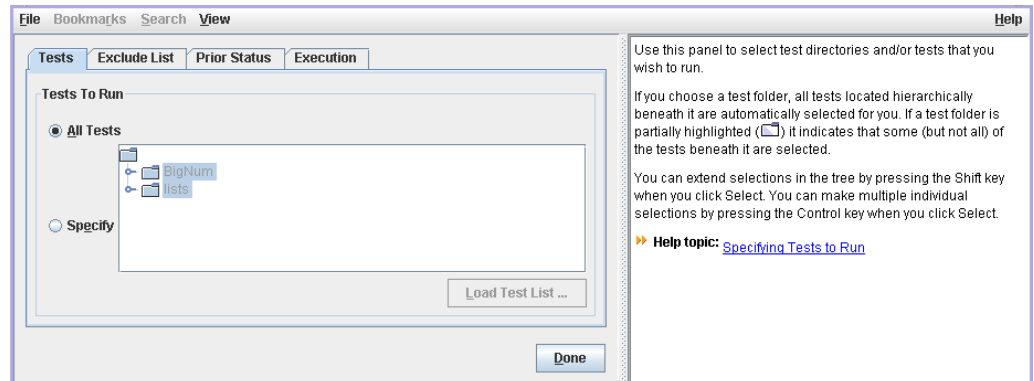 File Bookmarks Search View Help
Tests Exclude List Prior Status Execution
Tests To Run
All Tests
BigNum
lists
Specify
Load Test List ...
Done
Use this panel to select test directories and/or tests that you
wish to run.
If you choose a test folder, all tests located hierarchically
beneath it are automatically selected for you. If a test folder is
partially highlighted ( ) it indicates that some (but not all) of
the tests beneath it are selected.
You can extend selections in the tree by pressing the Shift key
when you click Select. You can make multiple individual
selections by pressing the Control key when you click Select.
Help topic: Specifying Tests to Run